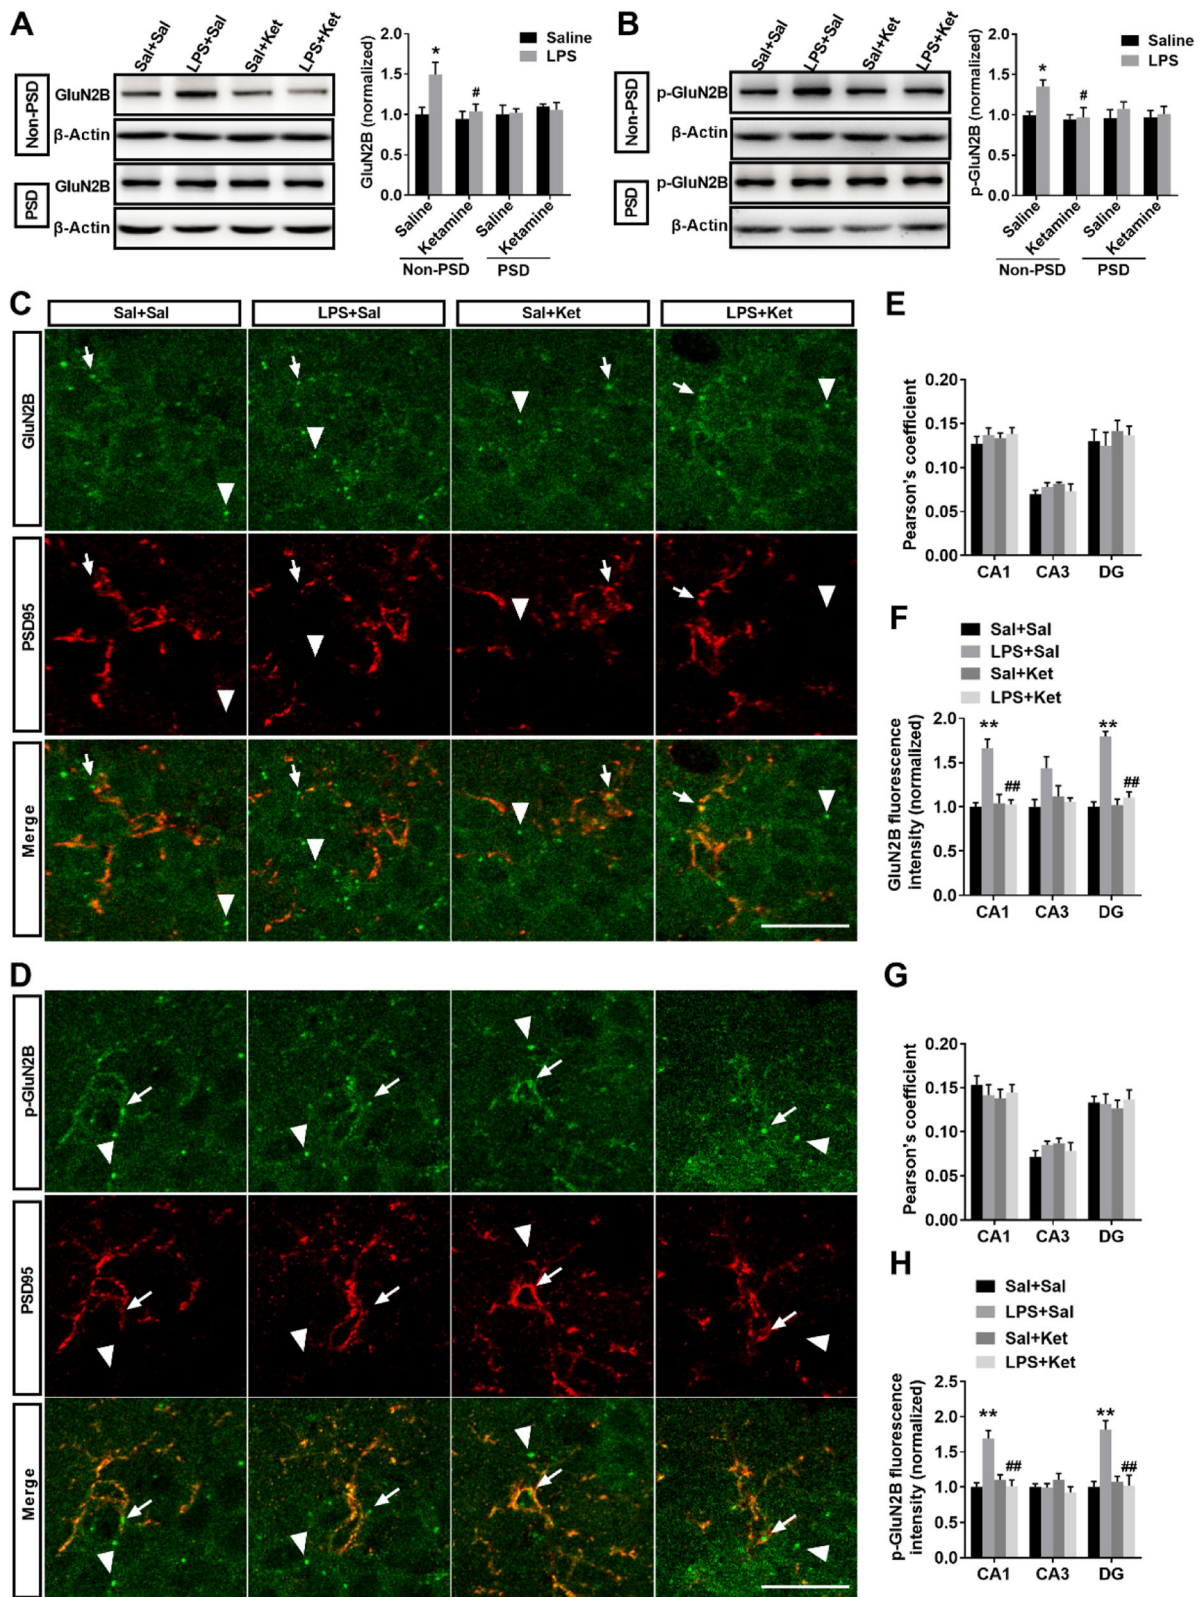 A
Sal+Sal
LPS+Sal
Sal+Ket
LPS+Ket
Non-PSD
GluN2B
β-Actin
PSD
GluN2B
β-Actin
GluN2B (normalized)
2.0
1.5
1.0
0.5
0.0
Saline
LPS
*
#
Saline
Ketamine
Saline
Ketamine
Non-PSD
PSD
B
Sal+Sal
LPS+Sal
Sal+Ket
LPS+Ket
Non-PSD
p-GluN2B
β-Actin
PSD
p-GluN2B
β-Actin
p-GluN2B (normalized)
2.0
1.5
1.0
0.5
0.0
Saline
LPS
*
#
Saline
Ketamine
Saline
Ketamine
Non-PSD
PSD
C
Sal+Sal
LPS+Sal
Sal+Ket
LPS+Ket
GluN2B
PSD95
Merge
E
Pearson's coefficient
0.20
0.15
0.10
0.05
0.00
CA1
CA3
DG
F
Sal+Sal
LPS+Sal
Sal+Ket
LPS+Ket
GluN2B fluorescence
intensity (normalized)
2.0
1.5
1.0
0.5
0.0
**
##
**
##
CA1
CA3
DG
D
p-GluN2B
PSD95
Merge
G
Pearson's coefficient
0.20
0.15
0.10
0.05
0.00
CA1
CA3
DG
H
Sal+Sal
LPS+Sal
Sal+Ket
LPS+Ket
p-GluN2B fluorescence
intensity (normalized)
2.5
2.0
1.5
1.0
0.5
0.0
**
##
**
##
CA1
CA3
DG